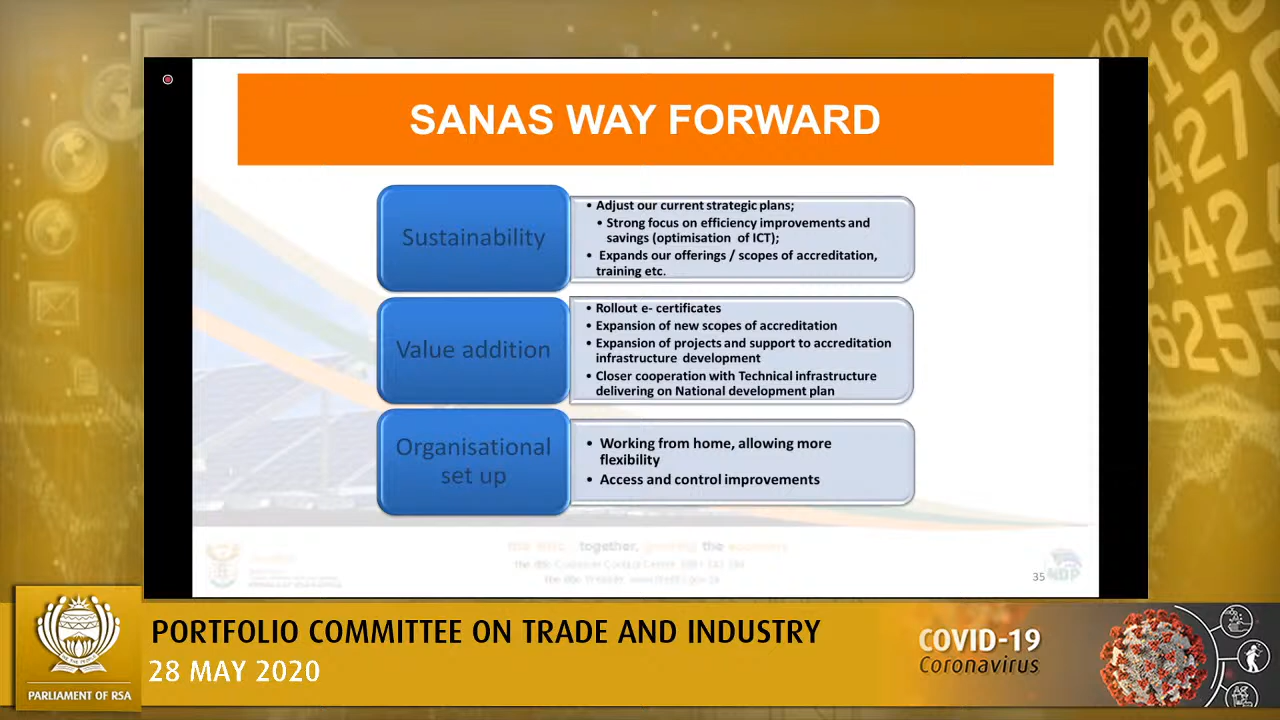 SANAS WAY FORWARD
Sustainability
• Adjust our current strategic plans;
• Strong focus on efficiency improvements and
savings (optimisation of ICT);
• Expands our offerings / scopes of accreditation,
training etc.
Value addition
• Rollout e- certificates
• Expansion of new scopes of accreditation
• Expansion of projects and support to accreditation
infrastructure development
• Closer cooperation with Technical infrastructure
delivering on National development plan
Organisational
set up
• Working from home, allowing more
flexibility
• Access and control improvements
together, growing the economy
35
NDP
PORTFOLIO COMMITTEE ON TRADE AND INDUSTRY
28 MAY 2020
PARLIAMENT OF RSA
COVID-19
Coronavirus